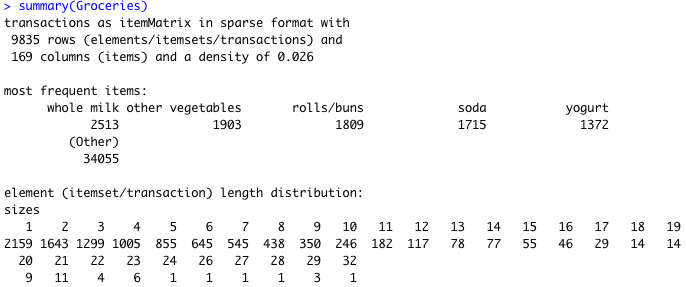 > summary(Groceries)
transactions as itemMatrix in sparse format with
 9835 rows (elements/itemsets/transactions) and
 169 columns (items) and a density of 0.026

most frequent items:
      whole milk other vegetables       rolls/buns             soda           yogurt
            2513             1903             1809             1715             1372
         (Other)
           34055

element (itemset/transaction) length distribution:
sizes
   1    2    3    4    5    6    7    8    9   10   11   12   13   14   15   16   17   18   19
2159 1643 1299 1005  855  645  545  438  350  246  182  117   78   77   55   46   29   14   14
  20   21   22   23   24   26   27   28   29   32
   9   11    4    6    1    1    1    1    3    1